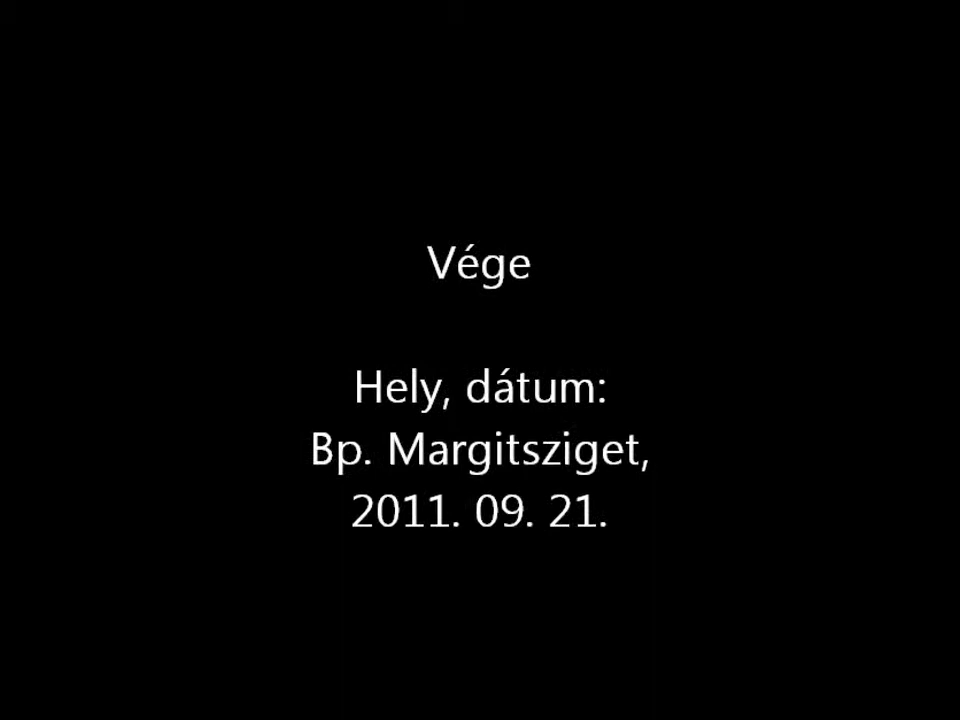 Vége
Hely, dátum:
Bp. Margitsziget,
2011. 09. 21.